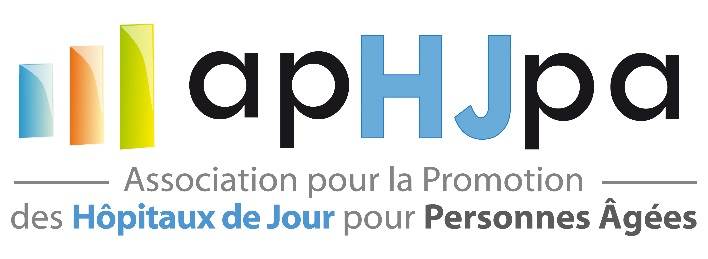 apHJpa
Association pour la Promotion
des Hôpitaux de Jour pour Personnes Âgées